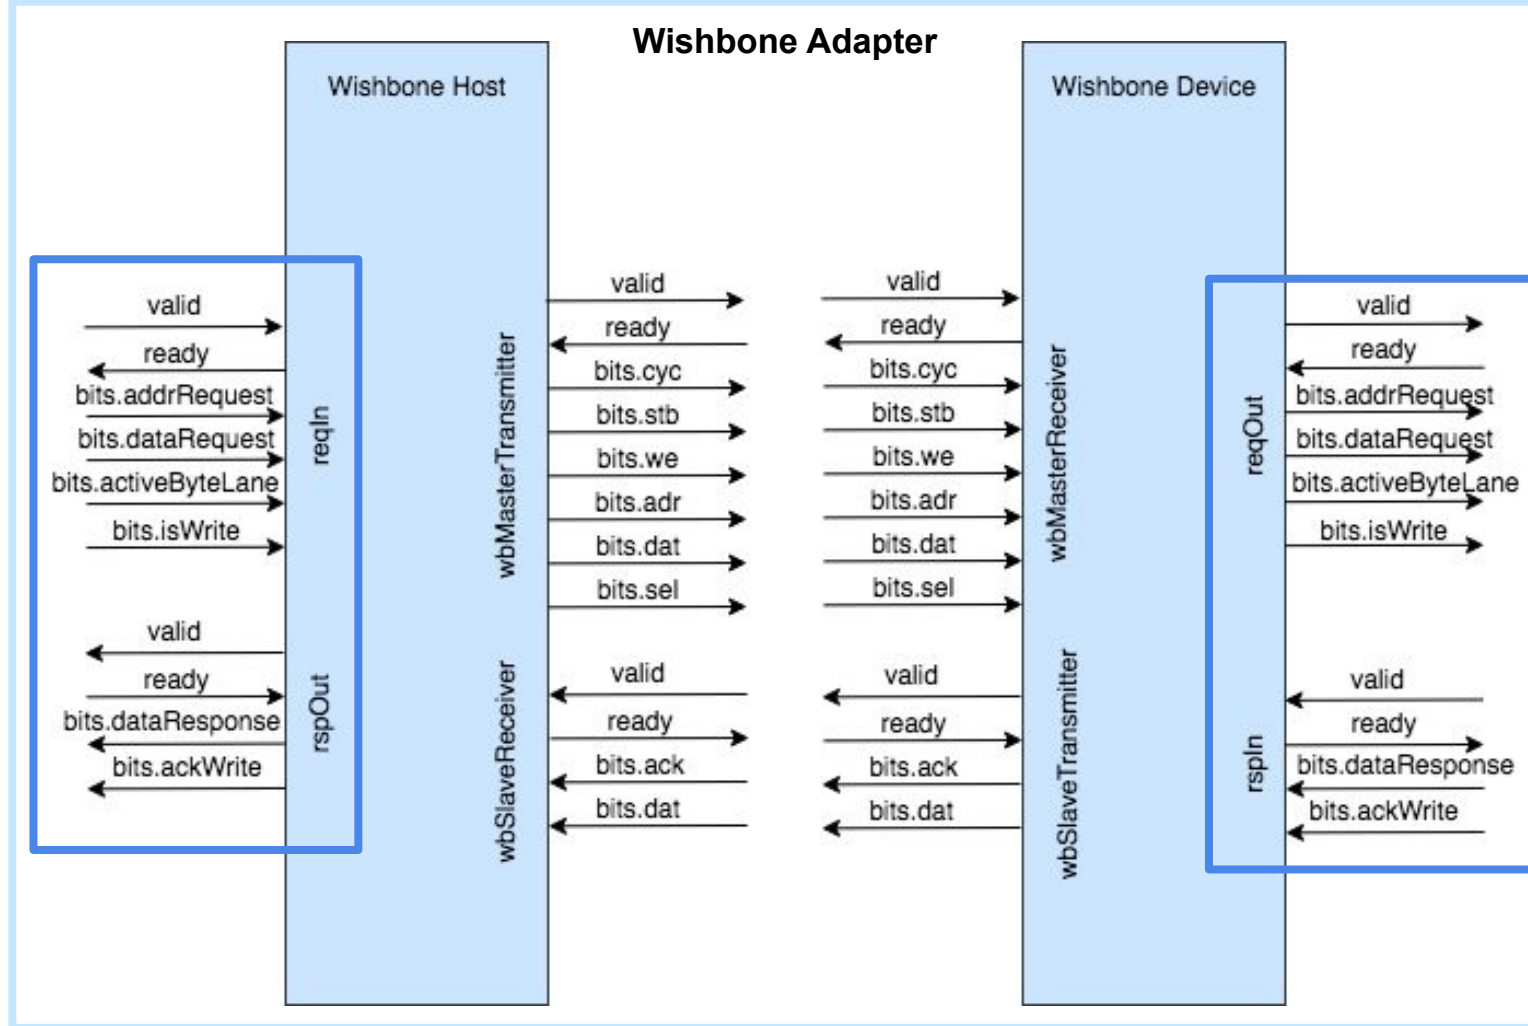 Wishbone Adapter
Wishbone Host
Wishbone Device
valid
ready
bits.addrRequest
bits.dataRequest
bits.activeByteLane
bits.isWrite
reqIn
valid
ready
bits.dataResponse
bits.ackWrite
rspOut
wbMasterTransmitter
valid
ready
bits.cyc
bits.stb
bits.we
bits.adr
bits.dat
bits.sel
wbSlaveReceiver
valid
ready
bits.ack
bits.dat
valid
ready
bits.cyc
bits.stb
bits.we
bits.adr
bits.dat
bits.sel
wbMasterReceiver
valid
ready
bits.ack
bits.dat
wbSlaveTransmitter
reqOut
valid
ready
bits.addrRequest
bits.dataRequest
bits.activeByteLane
bits.isWrite
rspIn
valid
ready
bits.dataResponse
bits.ackWrite